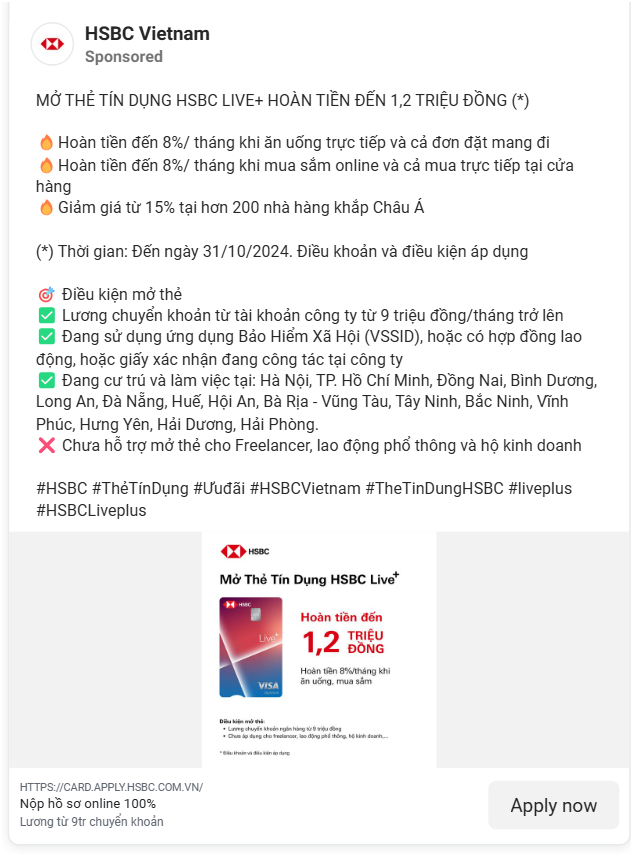 HSBC Vietnam
Sponsored
MỞ THẺ TÍN DỤNG HSBC LIVE+ HOÀN TIỀN ĐẾN 1,2 TRIỆU ĐỒNG (*)
🔥Hoàn tiền đến 8%/ tháng khi ăn uống trực tiếp và cả đơn đặt mang đi
🔥Hoàn tiền đến 8%/ tháng khi mua sắm online và cả mua trực tiếp tại cửa
hàng
🔥Giảm giá từ 15% tại hơn 200 nhà hàng khắp Châu Á
(*) Thời gian: Đến ngày 31/10/2024. Điều khoản và điều kiện áp dụng
🎯 Điều kiện mở thẻ
✅ Lương chuyển khoản từ tài khoản công ty từ 9 triệu đồng/tháng trở lên
✅ Đang sử dụng ứng dụng Bảo Hiểm Xã Hội (VSSID), hoặc có hợp đồng lao
động, hoặc giấy xác nhận đang công tác tại công ty
✅ Đang cư trú và làm việc tại: Hà Nội, TP. Hồ Chí Minh, Đồng Nai, Bình Dương,
Long An, Đà Nẵng, Huế, Hội An, Bà Rịa - Vũng Tàu, Tây Ninh, Bắc Ninh, Vĩnh
Phúc, Hưng Yên, Hải Dương, Hải Phòng.
❌ Chưa hỗ trợ mở thẻ cho Freelancer, lao động phổ thông và hộ kinh doanh
#HSBC #ThẻTínDụng #Ưuđãi #HSBCVietnam #TheTinDungHSBC #liveplus
#HSBCLiveplus
HSBC
Mở Thẻ Tín Dụng HSBC Live+
HSBC
Live+
VISA
Hoàn tiền đến
1,2 TRIỆU ĐỒNG
Hoàn tiền 8%/tháng khi
ăn uống, mua sắm
Điều kiện mở thẻ:
• Lương chuyển khoản ngân hàng từ 9 triệu đồng
• Chưa áp dụng cho freelancer, lao động phổ thông, hộ kinh doanh,...
* Điều khoản và điều kiện áp dụng
HTTPS://CARD.APPLY.HSBC.COM.VN/
Nộp hồ sơ online 100%
Lương từ 9tr chuyển khoản
Apply now